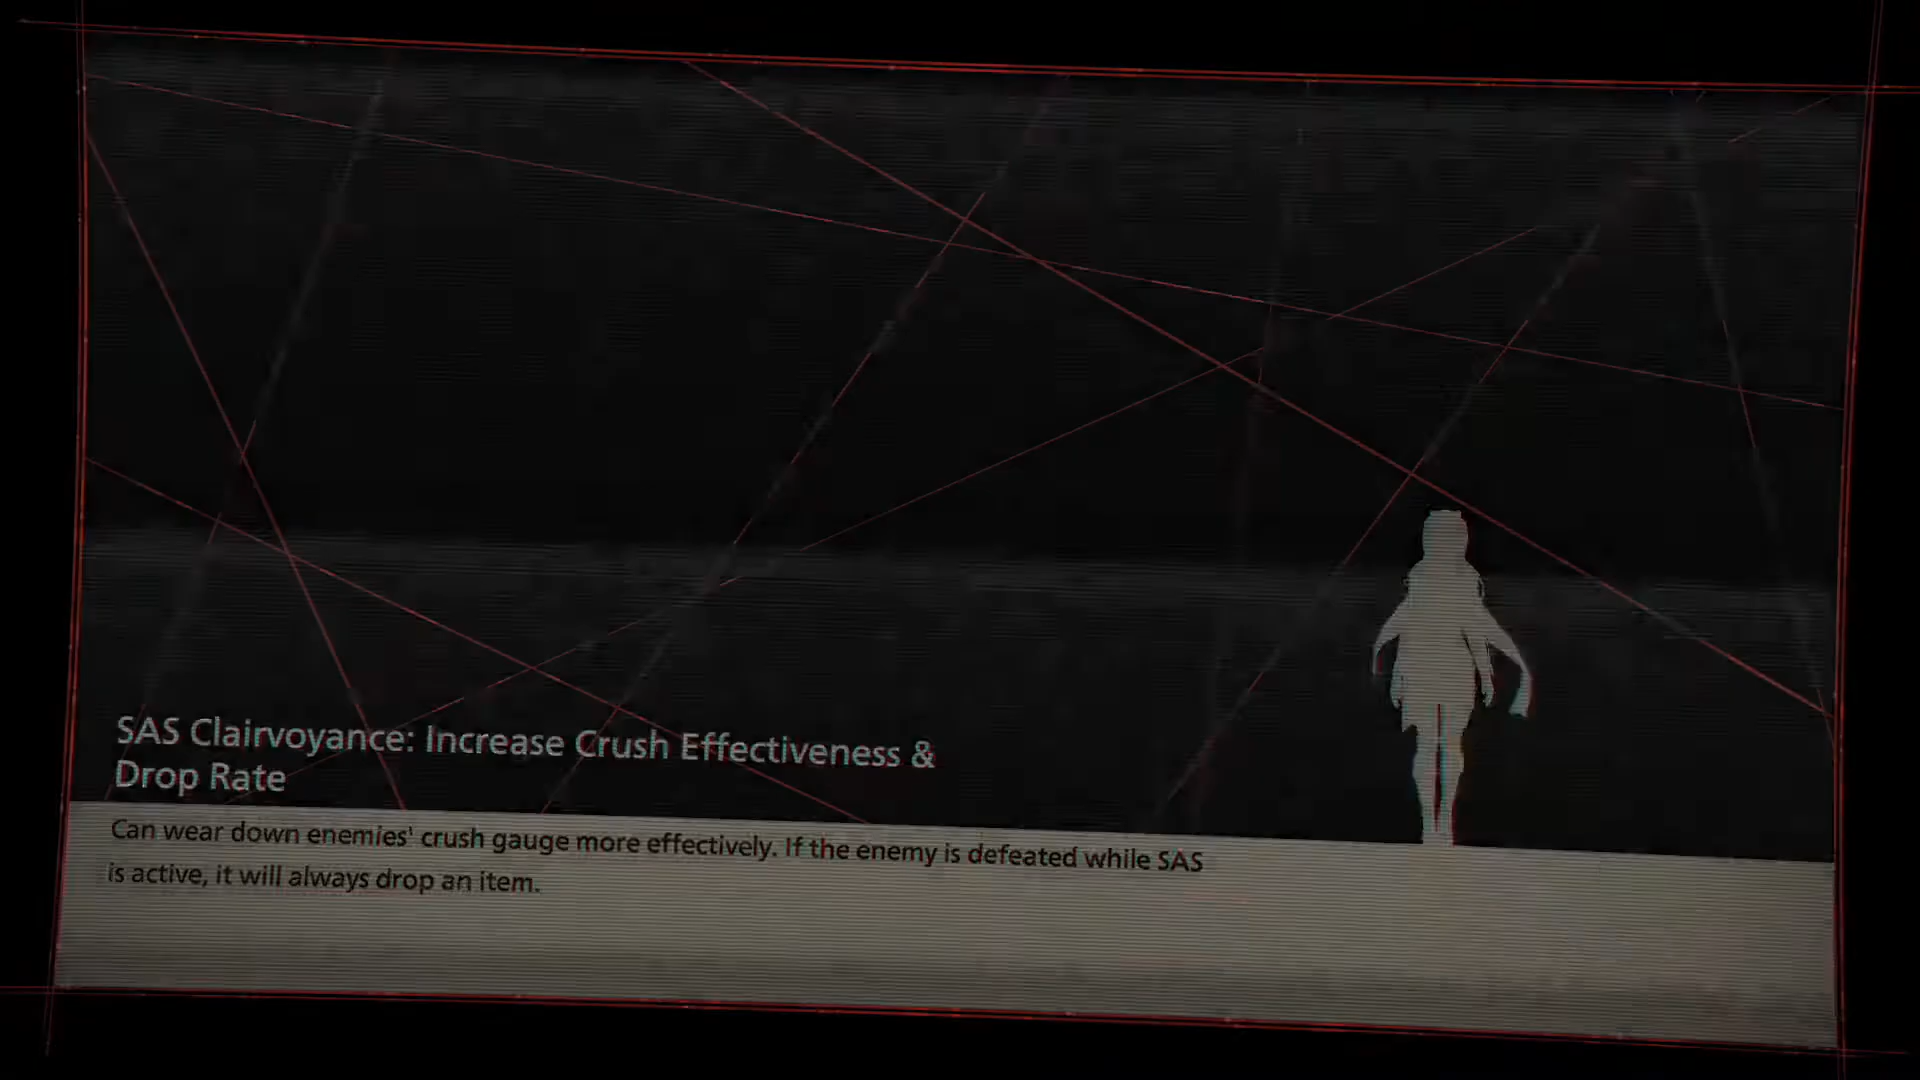 SAS Clairvoyance: Increase Crush Effectiveness &
Drop Rate
Can wear down enemies' crush gauge more effectively. If the enemy is defeated while SAS
is active, it will always drop an item.